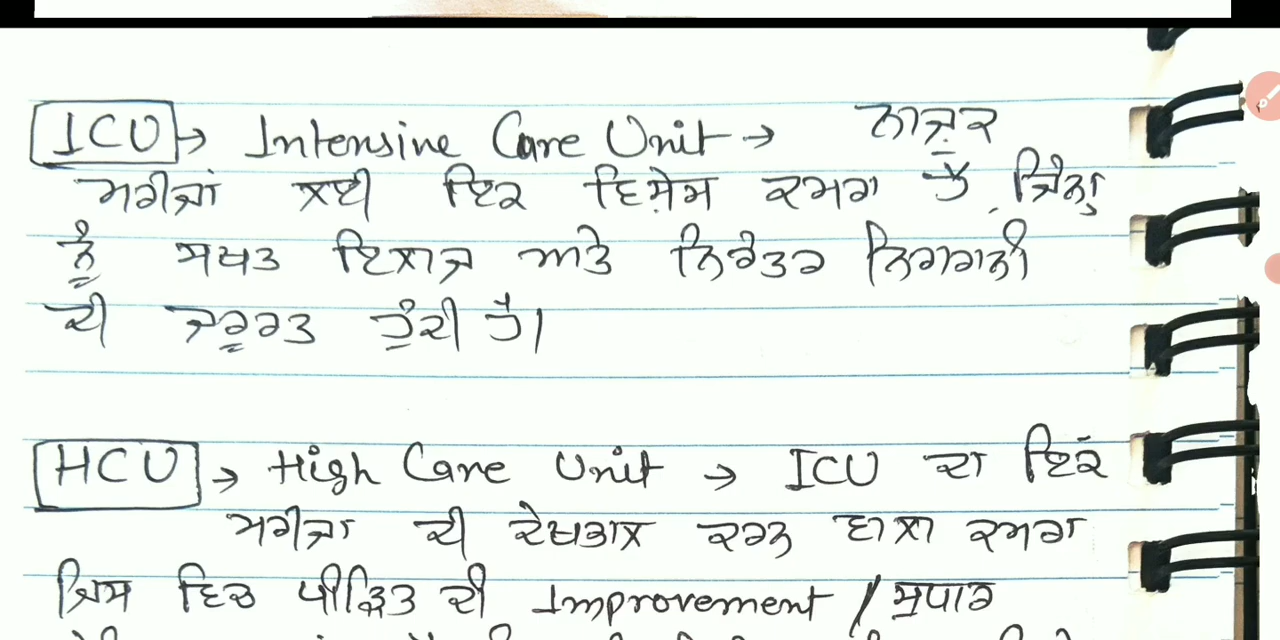 ICU → Intensive Care Unit → ਨਾਜ਼ੁਕ
ਮਰੀਜਾਂ ਲਈ ਇਕ ਵਿਸ਼ੇਸ ਕਮਰਾ ਹੈ, ਜਿੰਨ੍ਹਾ
ਨੂੰ ਸਖਤ ਇਲਾਜ ਅਤੇ ਨਿਰੰਤਰ ਨਿਗਰਾਨੀ
ਦੀ ਜਰੂਰਤ ਹੁੰਦੀ ਹੈ।
HCU → High Care Unit → ICU ਦਾ ਇੱਕ
ਮਰੀਜਾ ਦੀ ਦੇਖਭਾਲ ਕਰਨ ਵਾਲਾ ਕਮਰਾ
ਜਿਸ ਵਿਚ ਪੀੜਿਤ ਦੀ Improvement / ਸੁਧਾਰ